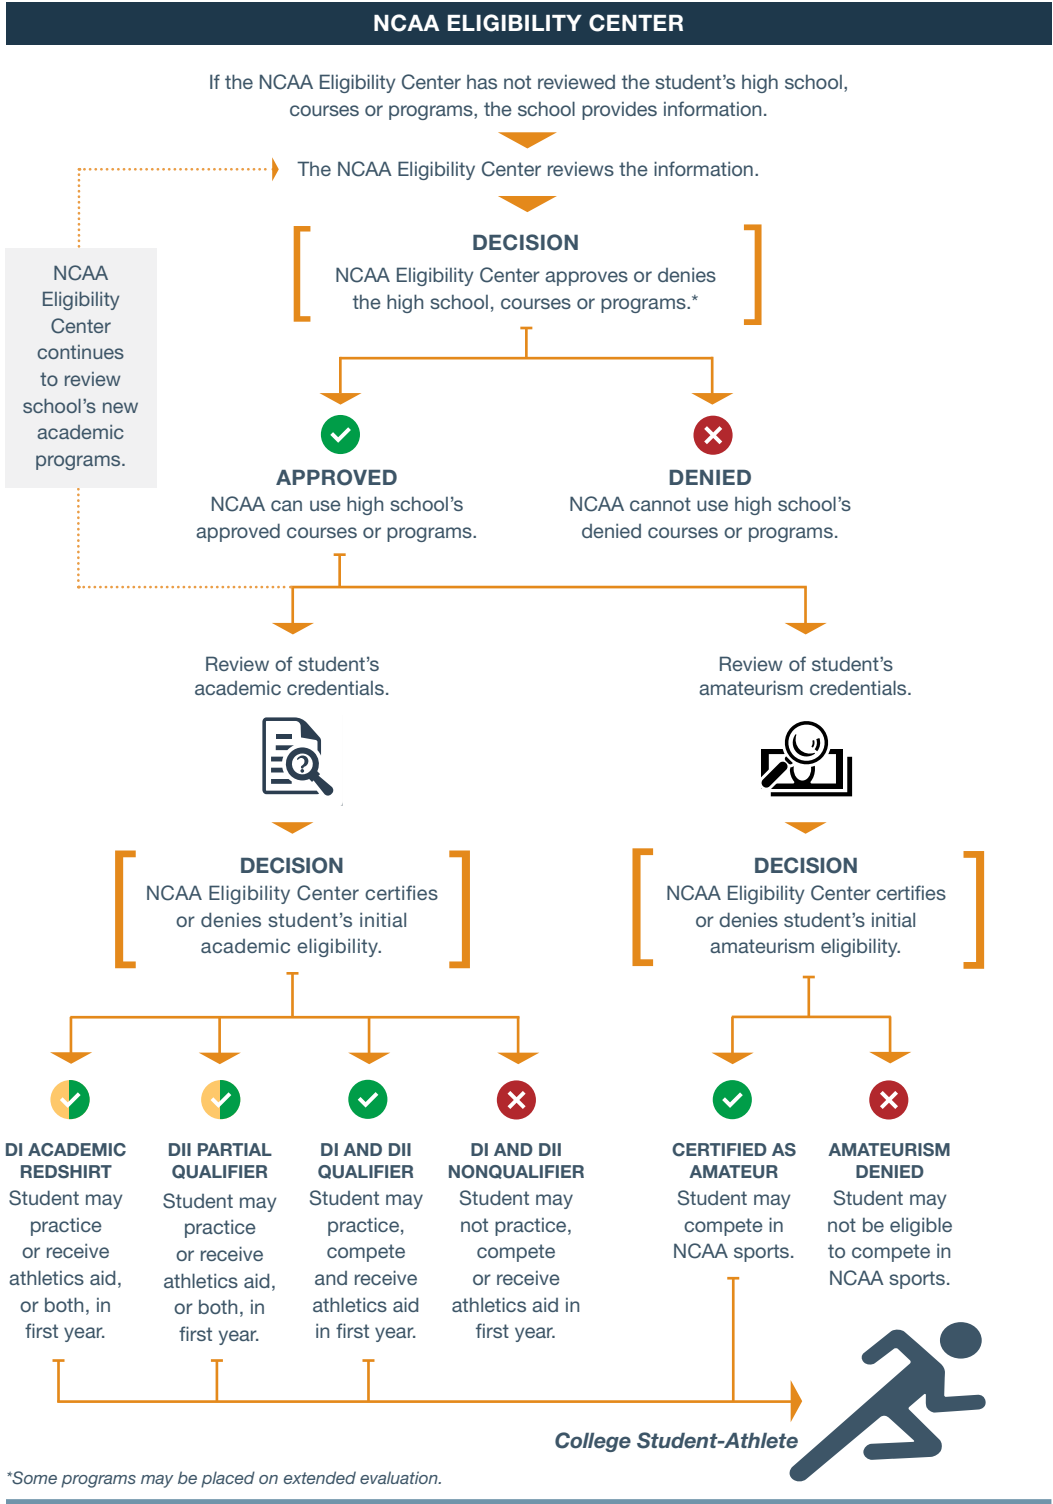 NCAA ELIGIBILITY CENTER
If the NCAA Eligibility Center has not reviewed the student’s high school,
courses or programs, the school provides information.
The NCAA Eligibility Center reviews the information.
DECISION
NCAA Eligibility Center approves or denies
the high school, courses or programs.*
NCAA
Eligibility
Center
continues
to review
school’s new
academic
programs.
APPROVED
NCAA can use high school’s
approved courses or programs.
DENIED
NCAA cannot use high school’s
denied courses or programs.
Review of student’s
academic credentials.
Review of student’s
amateurism credentials.
?
DECISION
NCAA Eligibility Center certifies
or denies student’s initial
academic eligibility.
DECISION
NCAA Eligibility Center certifies
or denies student’s initial
amateurism eligibility.
DI ACADEMIC
REDSHIRT
Student may
practice
or receive
athletics aid,
or both, in
first year.
DII PARTIAL
QUALIFIER
Student may
practice
or receive
athletics aid,
or both, in
first year.
DI AND DII
QUALIFIER
Student may
practice,
compete
and receive
athletics aid
in first year.
DI AND DII
NONQUALIFIER
Student may
not practice,
compete
or receive
athletics aid in
first year.
CERTIFIED AS
AMATEUR
Student may
compete in
NCAA sports.
AMATEURISM
DENIED
Student may
not be eligible
to compete in
NCAA sports.
College Student-Athlete
*Some programs may be placed on extended evaluation.